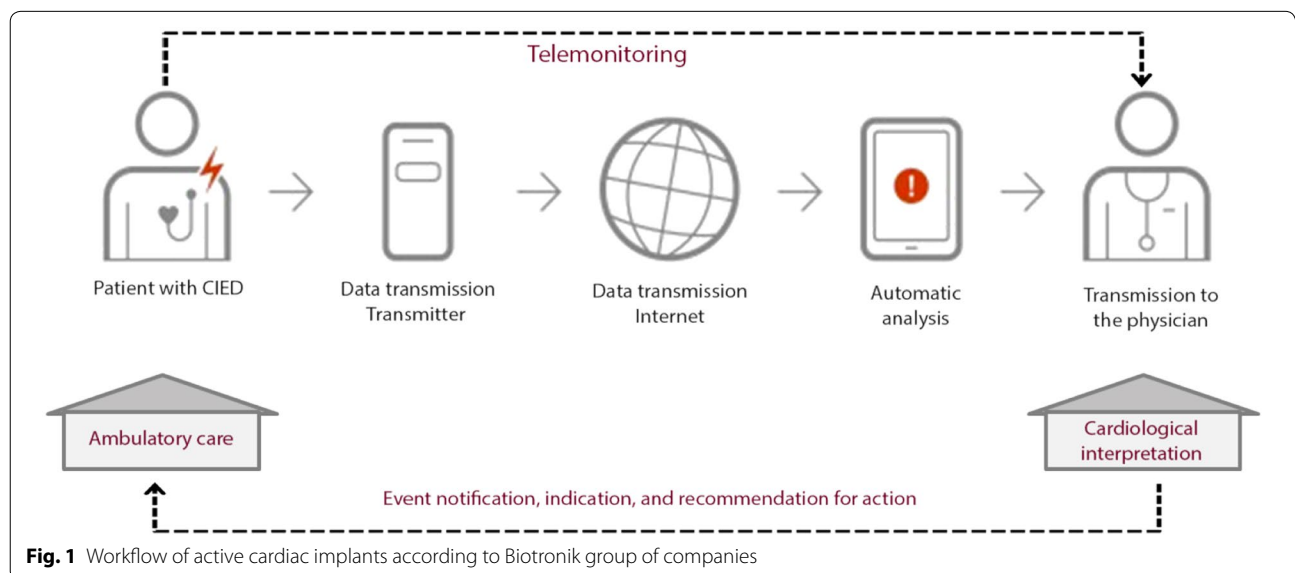 Telemonitoring
Patient with CIED
Data transmission
Transmitter
Data transmission
Internet
Automatic
analysis
Transmission to
the physician
Ambulatory care
Cardiological
interpretation
Event notification, indication, and recommendation for action
Fig. 1 Workflow of active cardiac implants according to Biotronik group of companies